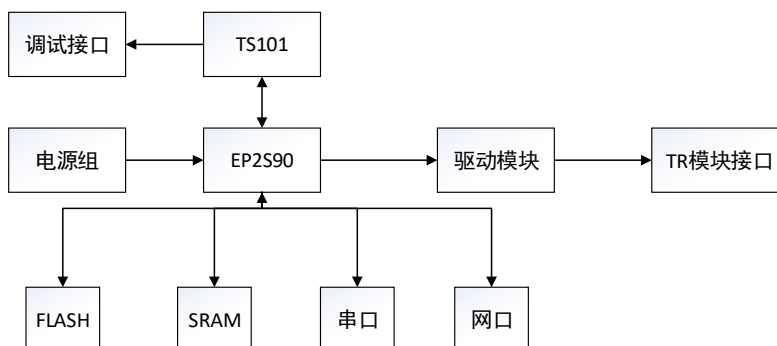 调试接口
TS101
电源组
EP2S90
驱动模块
TR模块接口
FLASH
SRAM
串口
网口